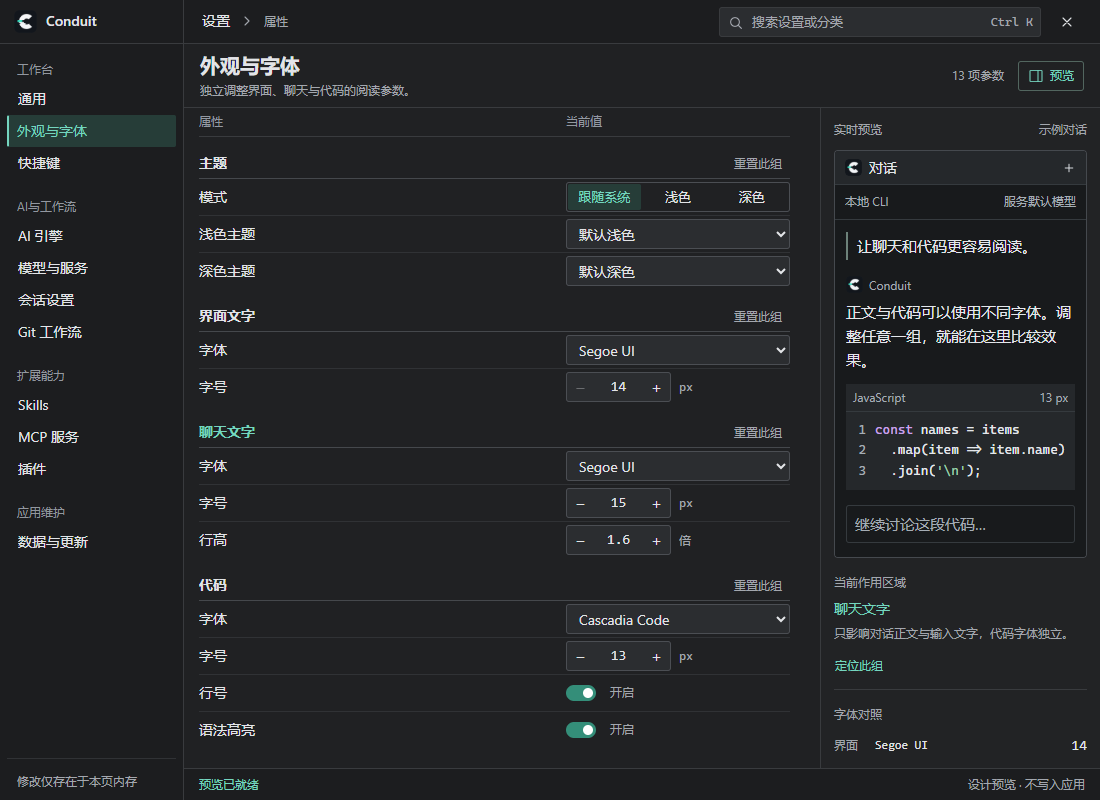 Conduit
工作台
通用
外观与字体
快捷键
AI与工作流
AI 引擎
模型与服务
会话设置
Git 工作流
扩展能力
Skills
MCP 服务
插件
应用维护
数据与更新
修改仅存在于本页内存
设置 > 属性
搜索设置或分类 Ctrl K ×
外观与字体
独立调整界面、聊天与代码的阅读参数。
13 项参数 预览
属性 当前值
主题 重置此组
模式 跟随系统 浅色 深色
浅色主题 默认浅色
深色主题 默认深色
界面文字 重置此组
字体 Segoe UI
字号 − 14 + px
聊天文字 重置此组
字体 Segoe UI
字号 − 15 + px
行高 − 1.6 + 倍
代码 重置此组
字体 Cascadia Code
字号 − 13 + px
行号 开启
语法高亮 开启
实时预览 示例对话
对话 +
本地 CLI 服务默认模型
让聊天和代码更容易阅读。
Conduit
正文与代码可以使用不同字体。调
整任意一组，就能在这里比较效
果。
JavaScript 13 px
1 const names = items
2 .map(item => item.name)
3 .join('\n');
继续讨论这段代码...
当前作用区域
聊天文字
只影响对话正文与输入文字，代码字体独立。
定位此组
字体对照
界面 Segoe UI 14
预览已就绪
设计预览 · 不写入应用